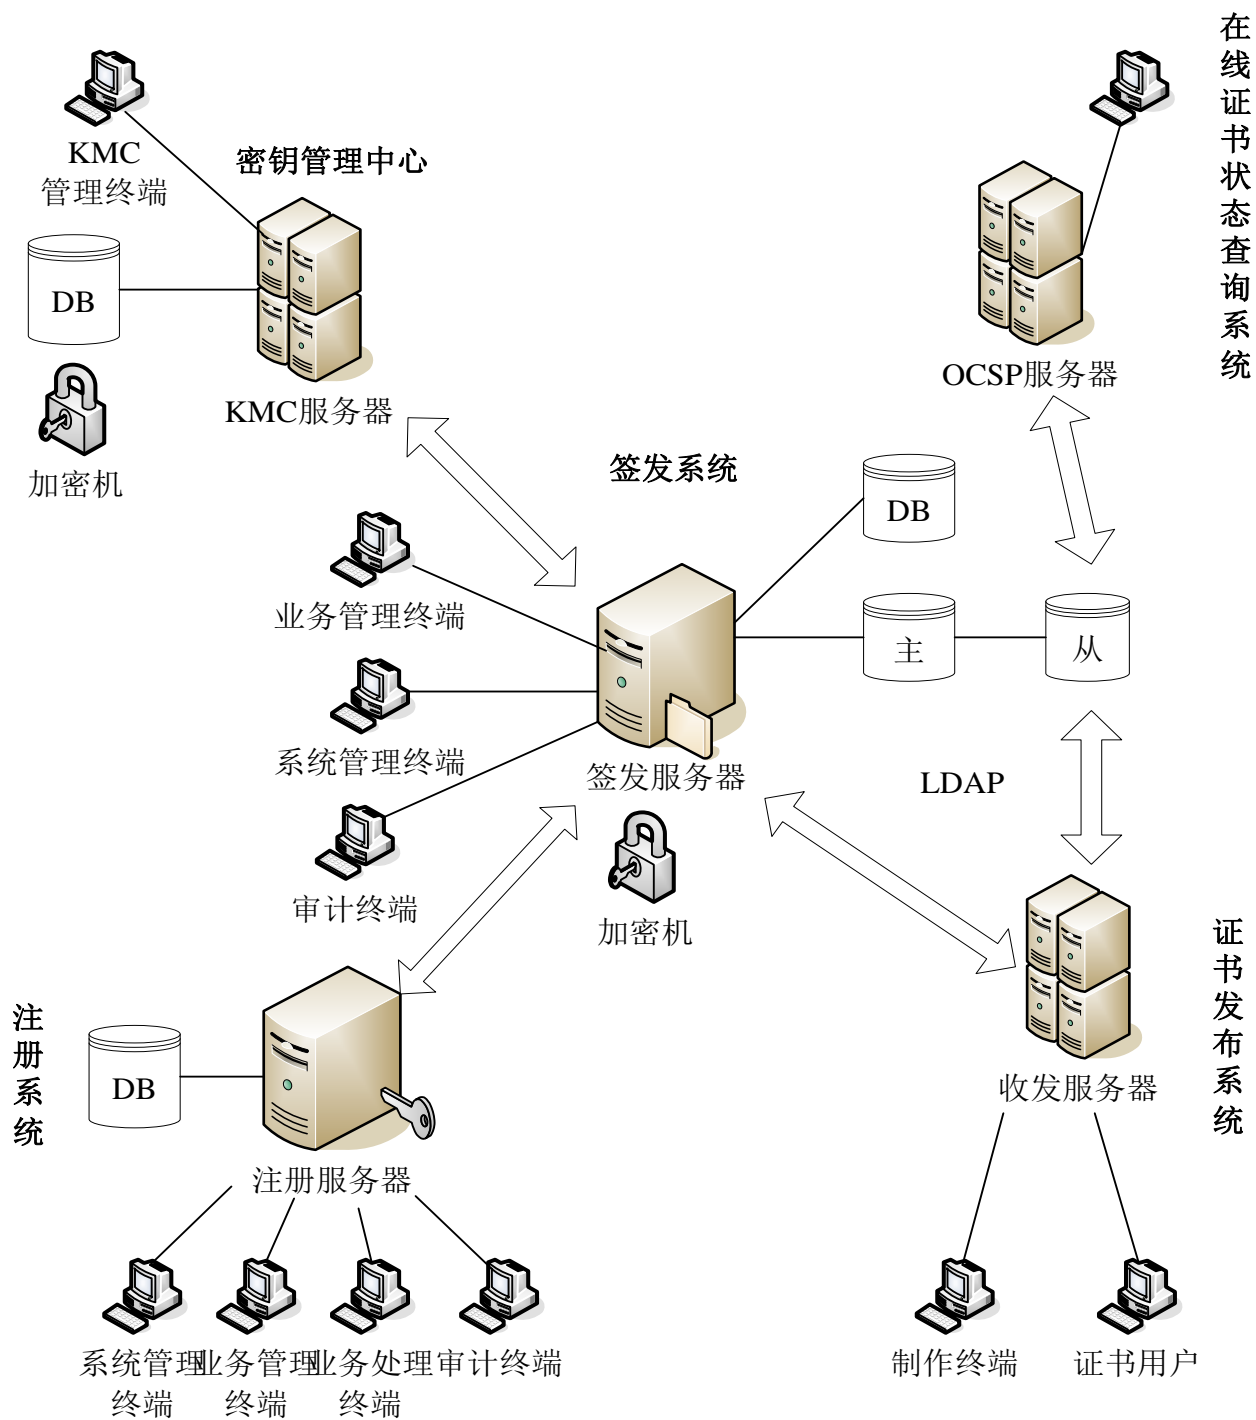 在线证书状态查询系统
KMC
管理终端
密钥管理中心
DB
KMC服务器
OCSP服务器
加密机
签发系统
DB
业务管理终端
主
从
系统管理终端
签发服务器
LDAP
审计终端
加密机
证书发布系统
注册系统
DB
收发服务器
注册服务器
系统管理
终端
业务管理
终端
业务处理
终端
审计终端
制作终端
证书用户